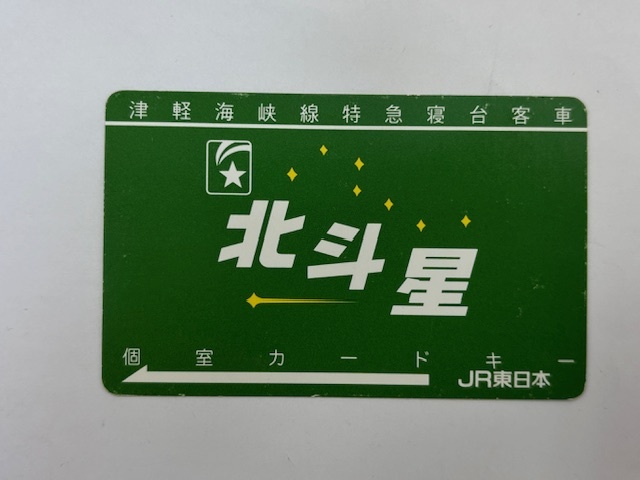 津軽海峡線特急寝台客車
北斗星
個室カードキー
JR東日本